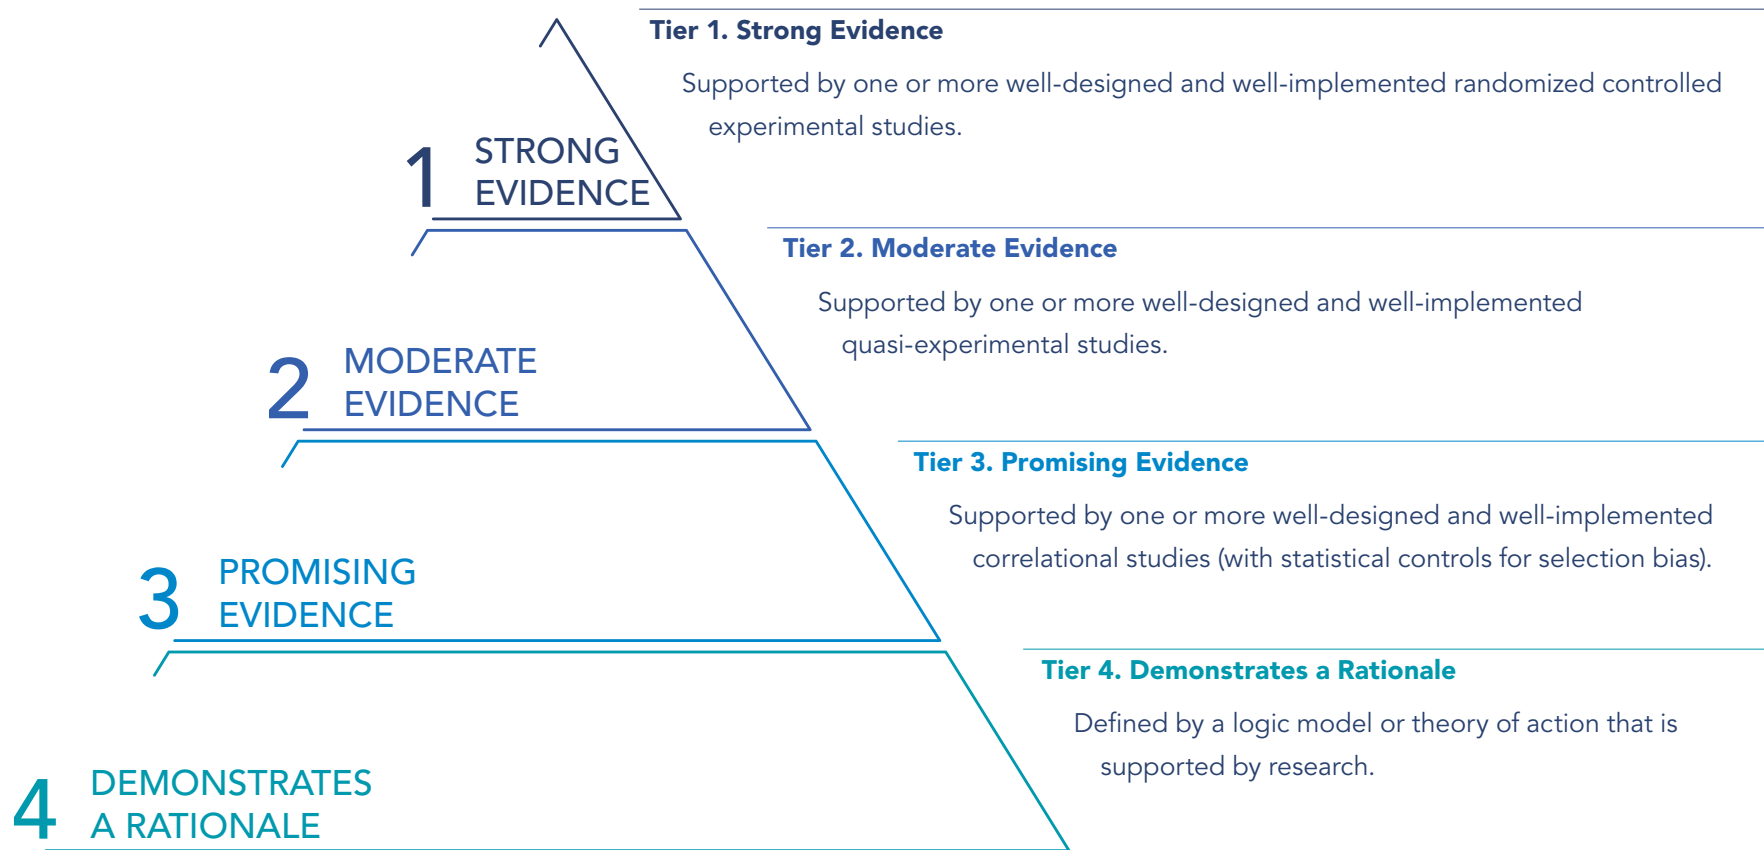 Tier 1. Strong Evidence
Supported by one or more well-designed and well-implemented randomized controlled
experimental studies.
1
STRONG
EVIDENCE
Tier 2. Moderate Evidence
Supported by one or more well-designed and well-implemented
quasi-experimental studies.
2
MODERATE
EVIDENCE
Tier 3. Promising Evidence
Supported by one or more well-designed and well-implemented
correlational studies (with statistical controls for selection bias).
3
PROMISING
EVIDENCE
Tier 4. Demonstrates a Rationale
Defined by a logic model or theory of action that is
supported by research.
4
DEMONSTRATES
A RATIONALE